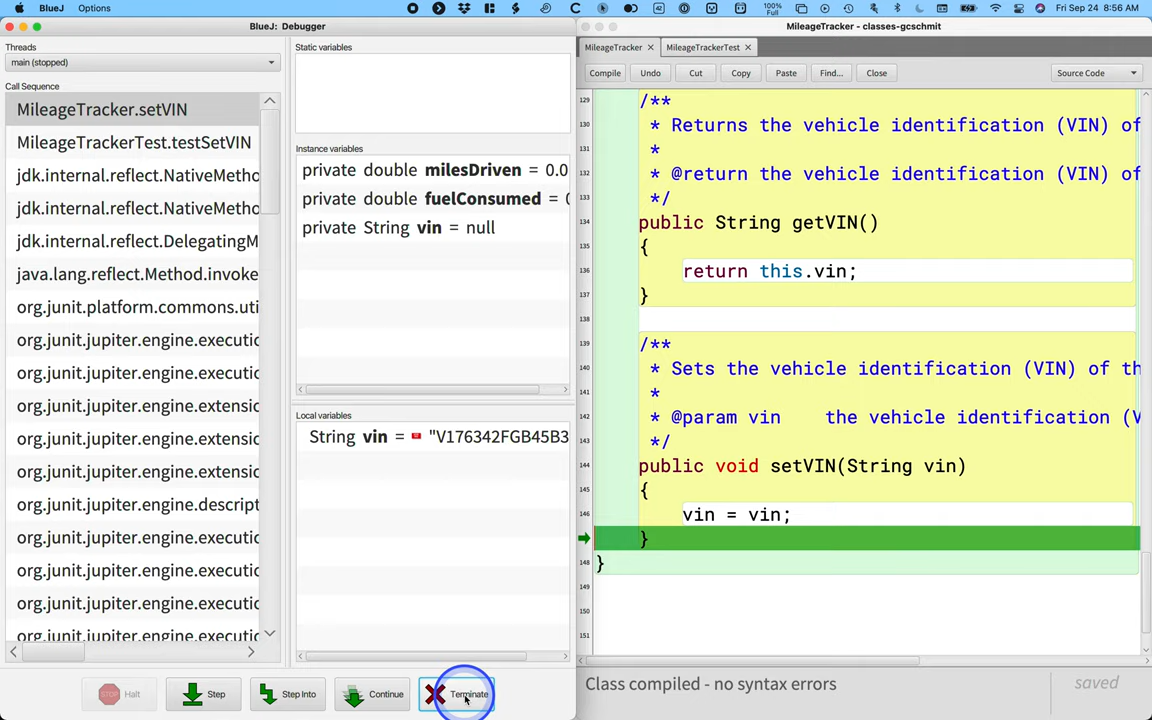 BlueJ Options 100% Full Fri Sep 24 8:56 AM
BlueJ: Debugger
Threads
main (stopped)
Call Sequence
MileageTracker.setVIN
MileageTrackerTest.testSetVIN
jdk.internal.reflect.NativeMetho
jdk.internal.reflect.NativeMetho
jdk.internal.reflect.DelegatingM
java.lang.reflect.Method.invoke
org.junit.platform.commons.uti
org.junit.jupiter.engine.executic
org.junit.jupiter.engine.executic
org.junit.jupiter.engine.extensic
org.junit.jupiter.engine.extensic
org.junit.jupiter.engine.extensic
org.junit.jupiter.engine.descript
org.junit.jupiter.engine.executic
org.junit.jupiter.engine.executic
org.junit.jupiter.engine.executic
org.junit.jupiter.engine.executic
Static variables
Instance variables
private double milesDriven = 0.0
private double fuelConsumed = 0
private String vin = null
Local variables
String vin = "V176342FGB45B3
STOP Halt Step Step Into Continue Terminate
MileageTracker - classes-gcschmit
MileageTracker × MileageTrackerTest ×
Compile Undo Cut Copy Paste Find... Close Source Code
129 /**
130 * Returns the vehicle identification (VIN) of
131 *
132 * @return the vehicle identification (VIN) of
133 */
134 public String getVIN()
135 {
136 return this.vin;
137 }
138
139 /**
140 * Sets the vehicle identification (VIN) of th
141 *
142 * @param vin the vehicle identification (V
143 */
144 public void setVIN(String vin)
145 {
146 vin = vin;
}
148 }
149
150
151
Class compiled - no syntax errors
saved